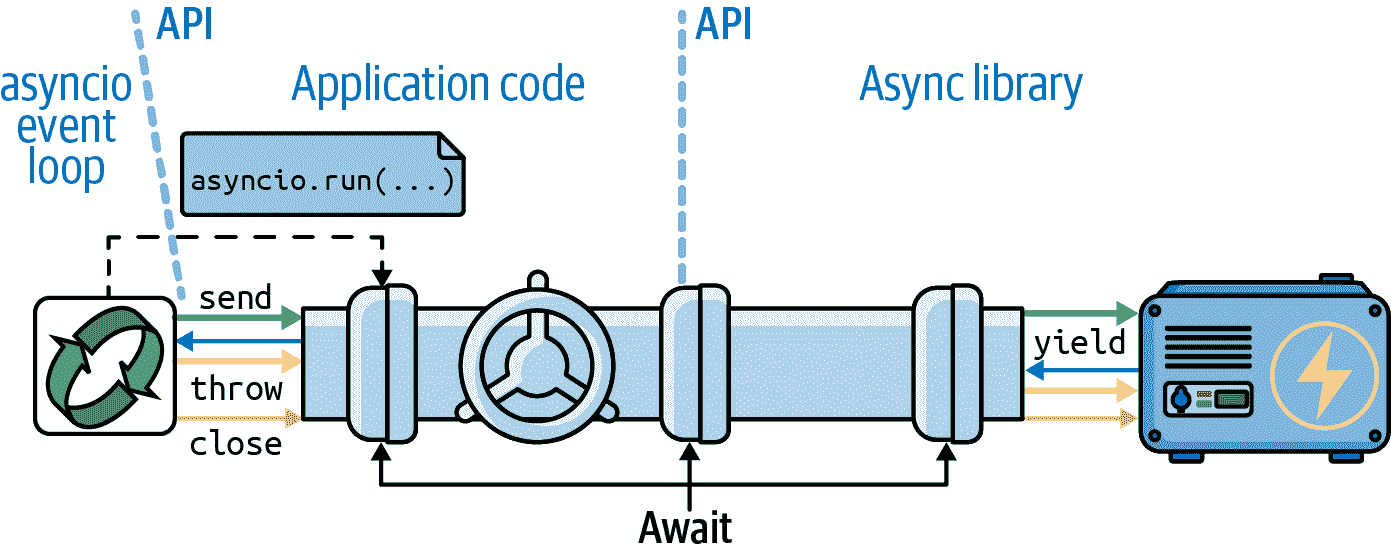 API
API
asyncio
event
loop
Application code
Async library
asyncio.run(...)
send
throw
close
yield
Await